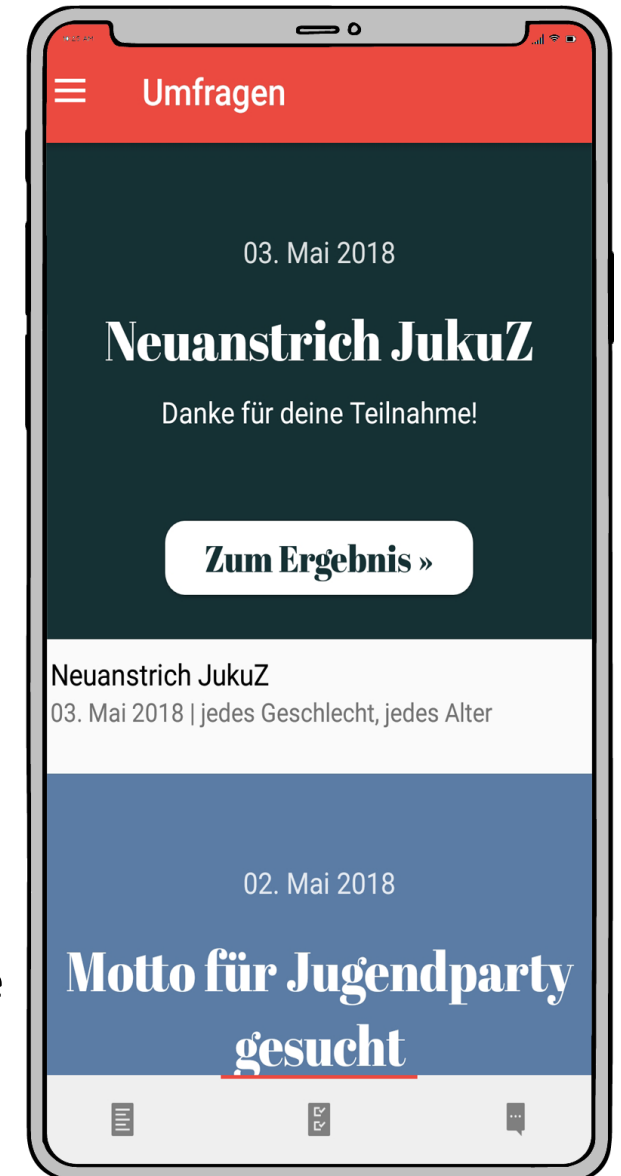 Umfragen
03. Mai 2018
Neuanstrich JukuZ
Danke für deine Teilnahme!
Zum Ergebnis »
Neuanstrich JukuZ
03. Mai 2018 | jedes Geschlecht, jedes Alter
02. Mai 2018
Motto für Jugendparty
gesucht